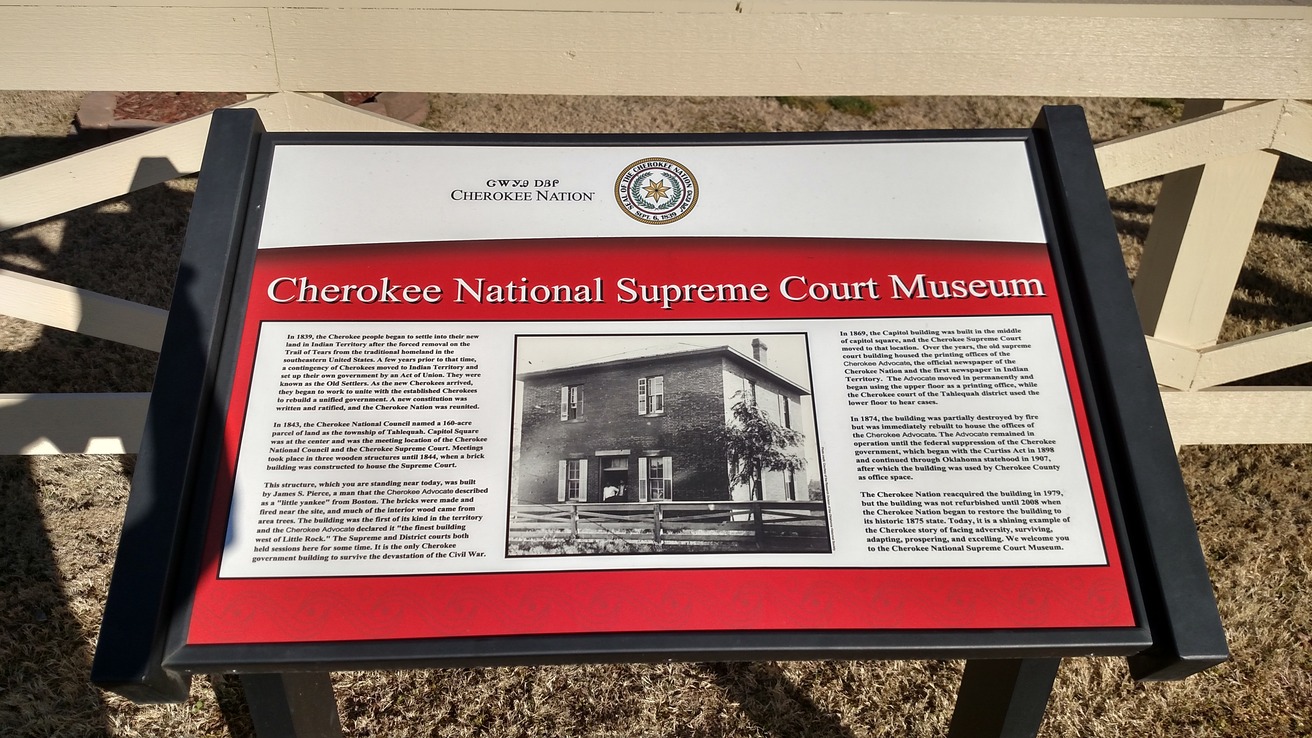 ᏣᎳᎩᎯ ᎠᏰᎵ
CHEROKEE NATION
SEAL OF THE CHEROKEE NATION
SEPT. 6, 1839
Cherokee National Supreme Court Museum
In 1839, the Cherokee people began to settle into their new
land in Indian Territory after the forced removal on the
Trail of Tears from the traditional homeland in the
southeastern United States. A few years prior to that time,
a contingency of Cherokees moved to Indian Territory and
set up their own government by an Act of Union. They were
known as the Old Settlers. As the new Cherokees arrived,
they began to work to unite with the established Cherokees
to rebuild a unified government. A new constitution was
written and ratified, and the Cherokee Nation was reunited.
In 1843, the Cherokee National Council named a 160-acre
parcel of land as the township of Tahlequah. Capitol Square
was at the center and was the meeting location of the Cherokee
National Council and the Cherokee Supreme Court. Meetings
took place in three wooden structures until 1844, when a brick
building was constructed to house the Supreme Court.
This structure, which you are standing near today, was built
by James S. Pierce, a man that the Cherokee Advocate described
as a "little yankee" from Boston. The bricks were made and
fired near the site, and much of the interior wood came from
area trees. The building was the first of its kind in the territory
and the Cherokee Advocate declared it "the finest building
west of Little Rock." The Supreme and District courts both
held sessions here for some time. It is the only Cherokee
government building to survive the devastation of the Civil War.
In 1869, the Capitol building was built in the middle
of capitol square, and the Cherokee Supreme Court
moved to that location. Over the years, the old supreme
court building housed the printing offices of the
Cherokee Advocate, the official newspaper of the
Cherokee Nation and the first newspaper in Indian
Territory. The Advocate moved in permanently and
began using the upper floor as a printing office, while
the Cherokee court of the Tahlequah district used the
lower floor to hear cases.
In 1874, the building was partially destroyed by fire
but was immediately rebuilt to house the offices of
the Cherokee Advocate. The Advocate remained in
operation until the federal suppression of the Cherokee
government, which began with the Curtiss Act in 1898
and continued through Oklahoma statehood in 1907,
after which the building was used by Cherokee County
as office space.
The Cherokee Nation reacquired the building in 1979,
but the building was not refurbished until 2008 when
the Cherokee Nation began to restore the building to
its historic 1875 state. Today, it is a shining example of
the Cherokee story of facing adversity, surviving,
adapting, prospering, and excelling. We welcome you
to the Cherokee National Supreme Court Museum.